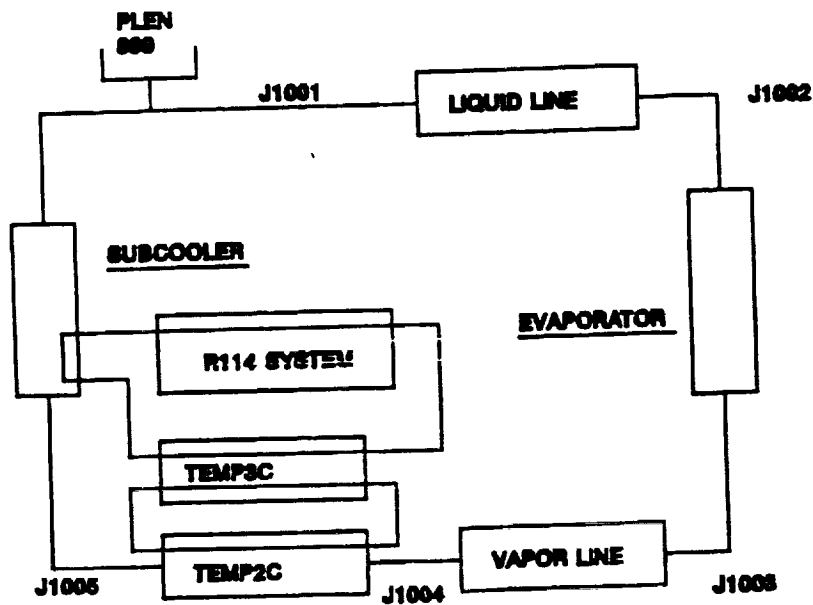 PLEN
J1001
LIQUID LINE
J1002
SUBCOOLER
EVAPORATOR
R114 SYSTEM
TEMP3C
TEMP2C
VAPOR LINE
J1005
J1004
J1003